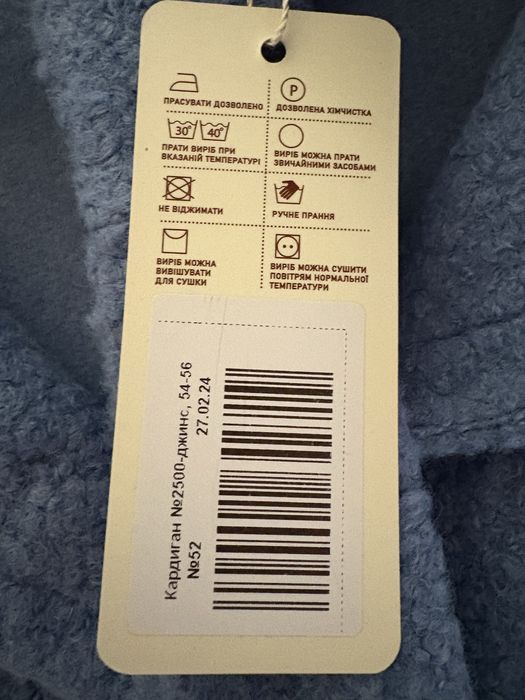 ПРАСУВАТИ ДОЗВОЛЕНО
P
ДОЗВОЛЕНА ХІМЧИСТКА
30° 40°
ПРАТИ ВИРІБ ПРИ
ВКАЗАНІЙ ТЕМПЕРАТУРІ
ВИРІБ МОЖНА ПРАТИ
ЗВИЧАЙНИМИ ЗАСОБАМИ
НЕ ВІДЖИМАТИ
РУЧНЕ ПРАННЯ
ВИРІБ МОЖНА
ВИВІШУВАТИ
ДЛЯ СУШКИ
ВИРІБ МОЖНА СУШИТИ
ПОВІТРЯМ НОРМАЛЬНОЇ
ТЕМПЕРАТУРИ
Кардиган №2500-джинс, 54-56
№52 27.02.24